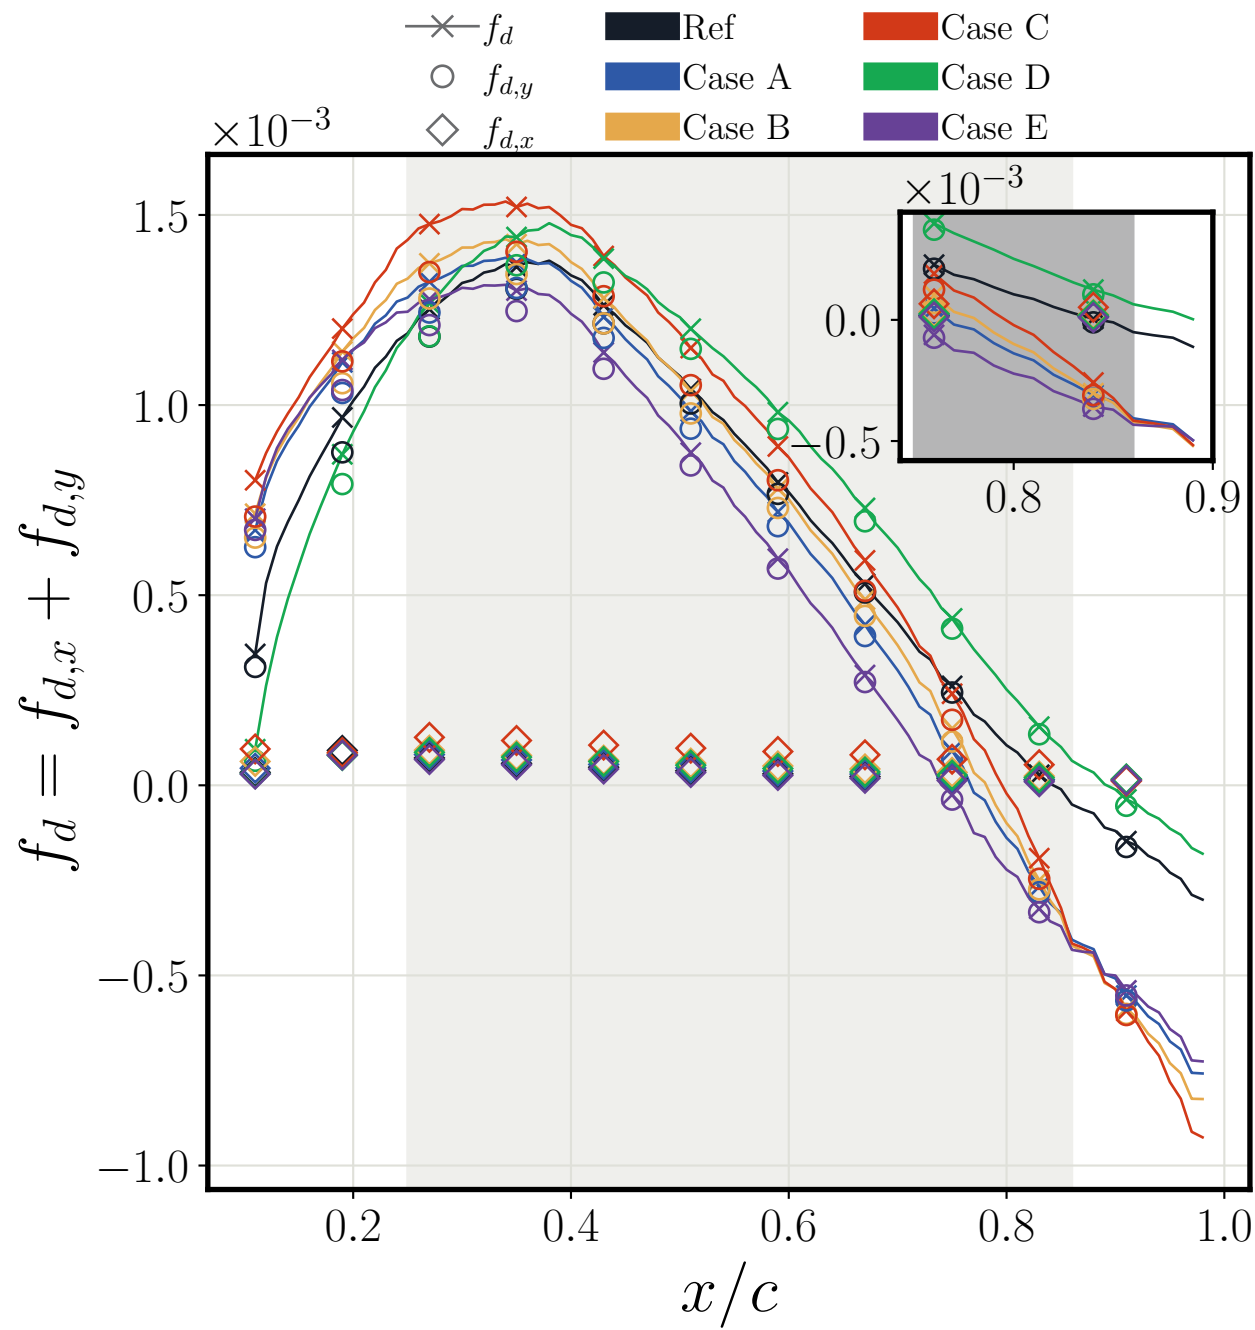 f_d Ref Case C
f_{d,y} Case A Case D
f_{d,x} Case B Case E
×10^{−3}
×10^{−3}
1.5
1.0
0.5
0.0
−0.5
−1.0
0.0
−0.5
0.8 0.9
0.2 0.4 0.6 0.8 1.0
x/c
f_d = f_{d,x} + f_{d,y}